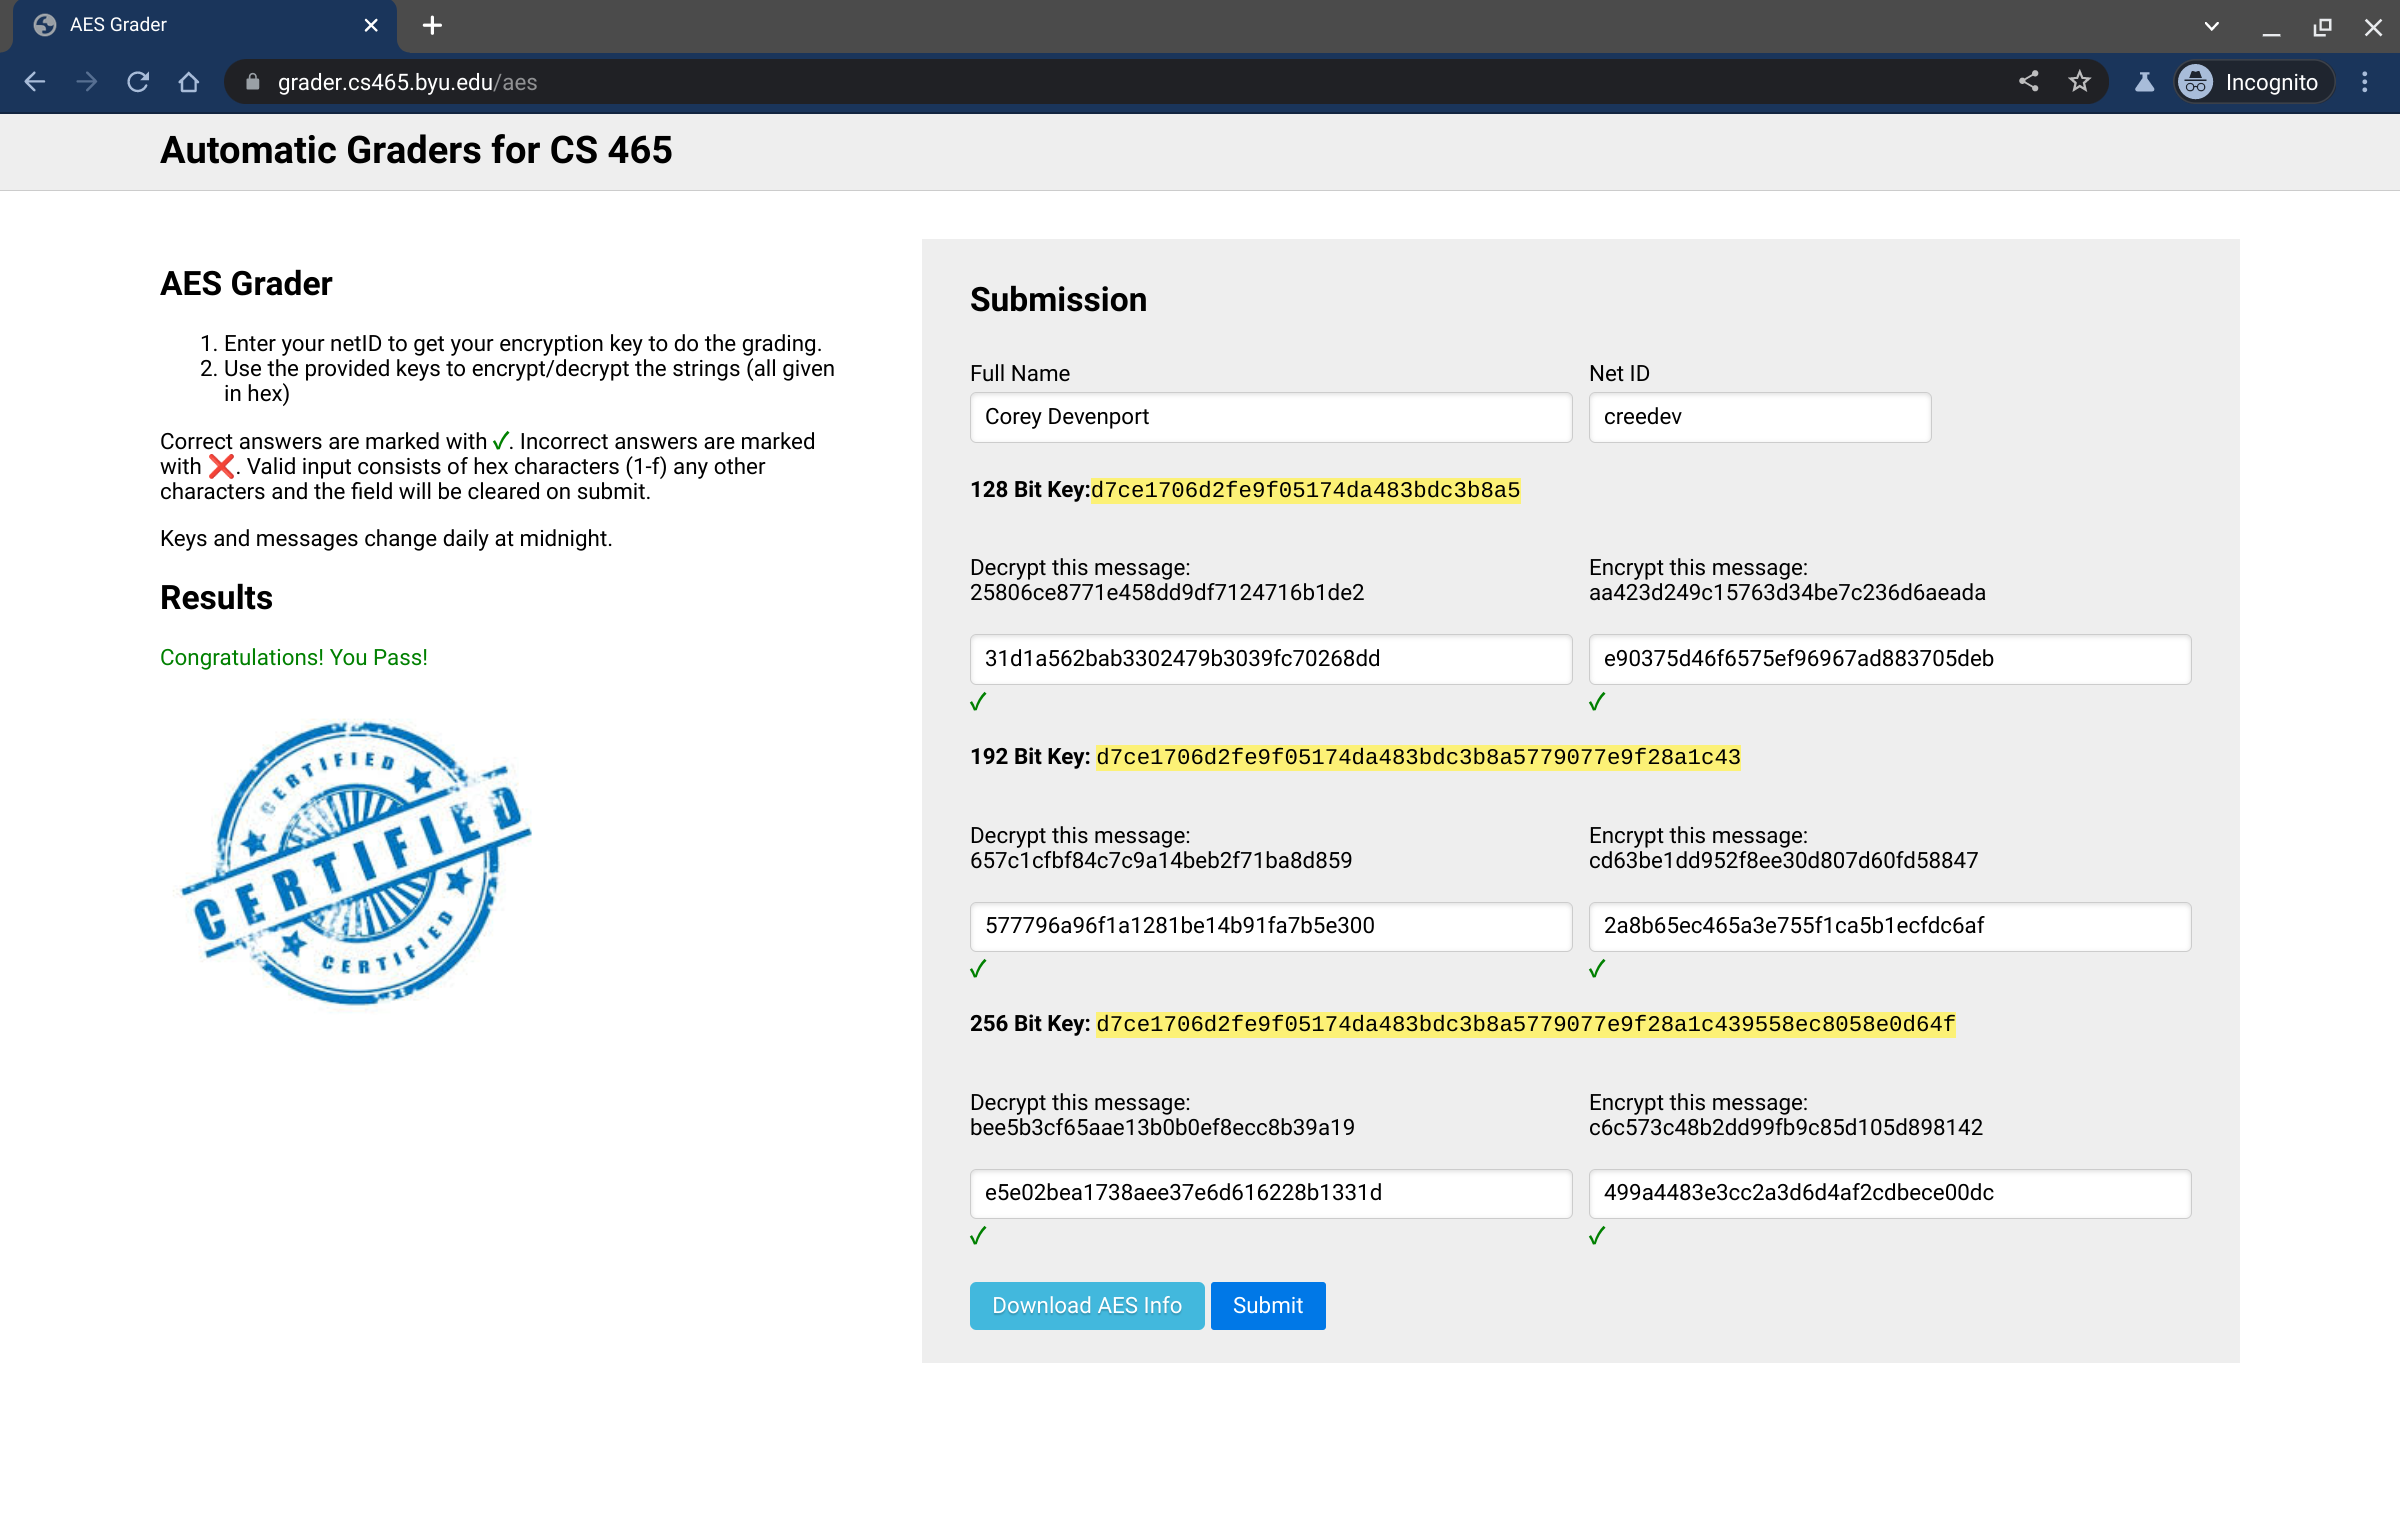 AES Grader
grader.cs465.byu.edu/aes
Incognito
Automatic Graders for CS 465
AES Grader
1. Enter your netID to get your encryption key to do the grading.
2. Use the provided keys to encrypt/decrypt the strings (all given
in hex)
Correct answers are marked with ✓. Incorrect answers are marked
with ❌. Valid input consists of hex characters (1-f) any other
characters and the field will be cleared on submit.
Keys and messages change daily at midnight.
Results
Congratulations! You Pass!
CERTIFIED
CERTIFIED
CERTIFIED
Submission
Full Name
Net ID
Corey Devenport
creedev
128 Bit Key:d7ce1706d2fe9f05174da483bdc3b8a5
Decrypt this message:
25806ce8771e458dd9df7124716b1de2
Encrypt this message:
aa423d249c15763d34be7c236d6aeada
31d1a562bab3302479b3039fc70268dd
e90375d46f6575ef96967ad883705deb
✓
✓
192 Bit Key: d7ce1706d2fe9f05174da483bdc3b8a5779077e9f28a1c43
Decrypt this message:
657c1cfbf84c7c9a14beb2f71ba8d859
Encrypt this message:
cd63be1dd952f8ee30d807d60fd58847
577796a96f1a1281be14b91fa7b5e300
2a8b65ec465a3e755f1ca5b1ecfdc6af
✓
✓
256 Bit Key: d7ce1706d2fe9f05174da483bdc3b8a5779077e9f28a1c439558ec8058e0d64f
Decrypt this message:
bee5b3cf65aae13b0b0ef8ecc8b39a19
Encrypt this message:
c6c573c48b2dd99fb9c85d105d898142
e5e02bea1738aee37e6d616228b1331d
499a4483e3cc2a3d6d4af2cdbece00dc
✓
✓
Download AES Info
Submit